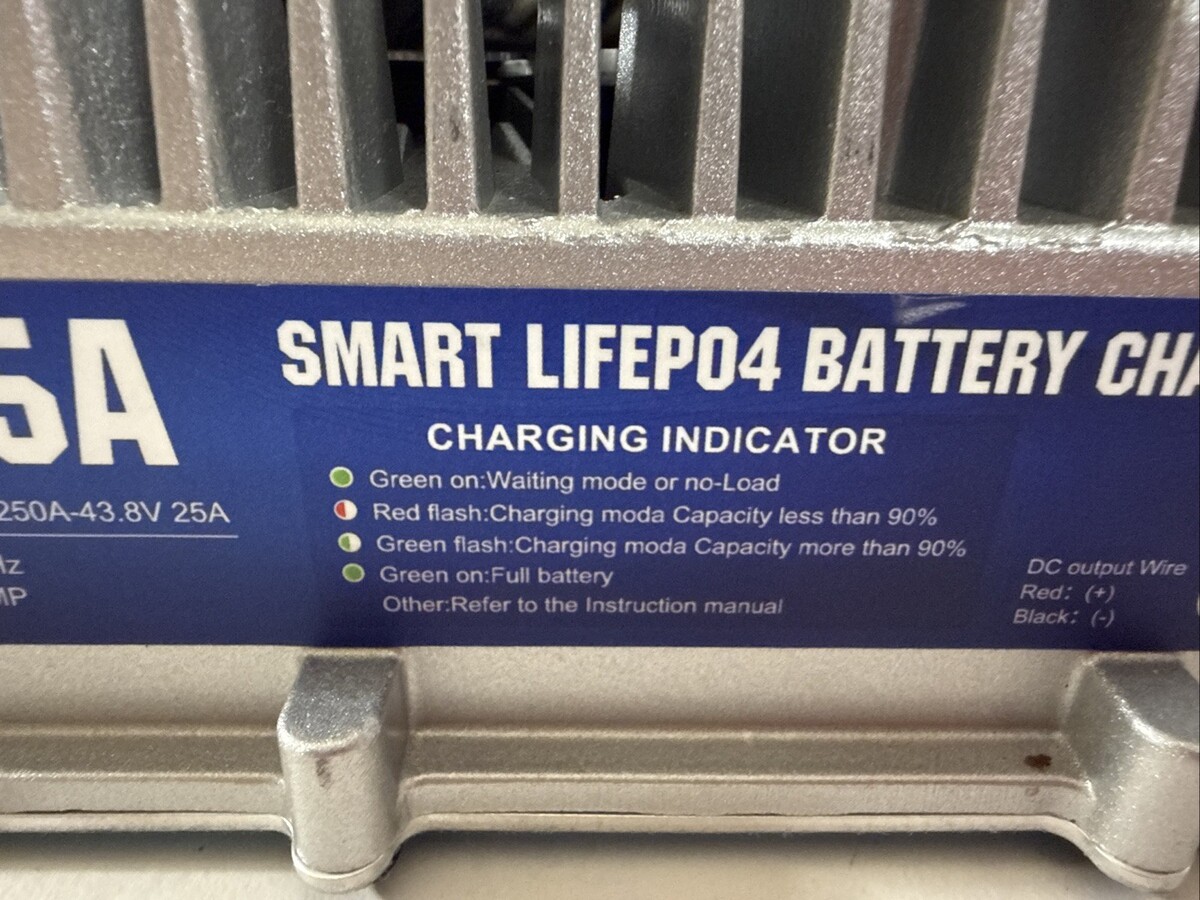 5A
250A-43.8V 25A
Hz
MP
SMART LIFEPO4 BATTERY CHA
CHARGING INDICATOR
Green on:Waiting mode or no-Load
Red flash:Charging moda Capacity less than 90%
Green flash:Charging moda Capacity more than 90%
Green on:Full battery
Other:Refer to the Instruction manual
DC output Wire
Red: (+)
Black: (-)